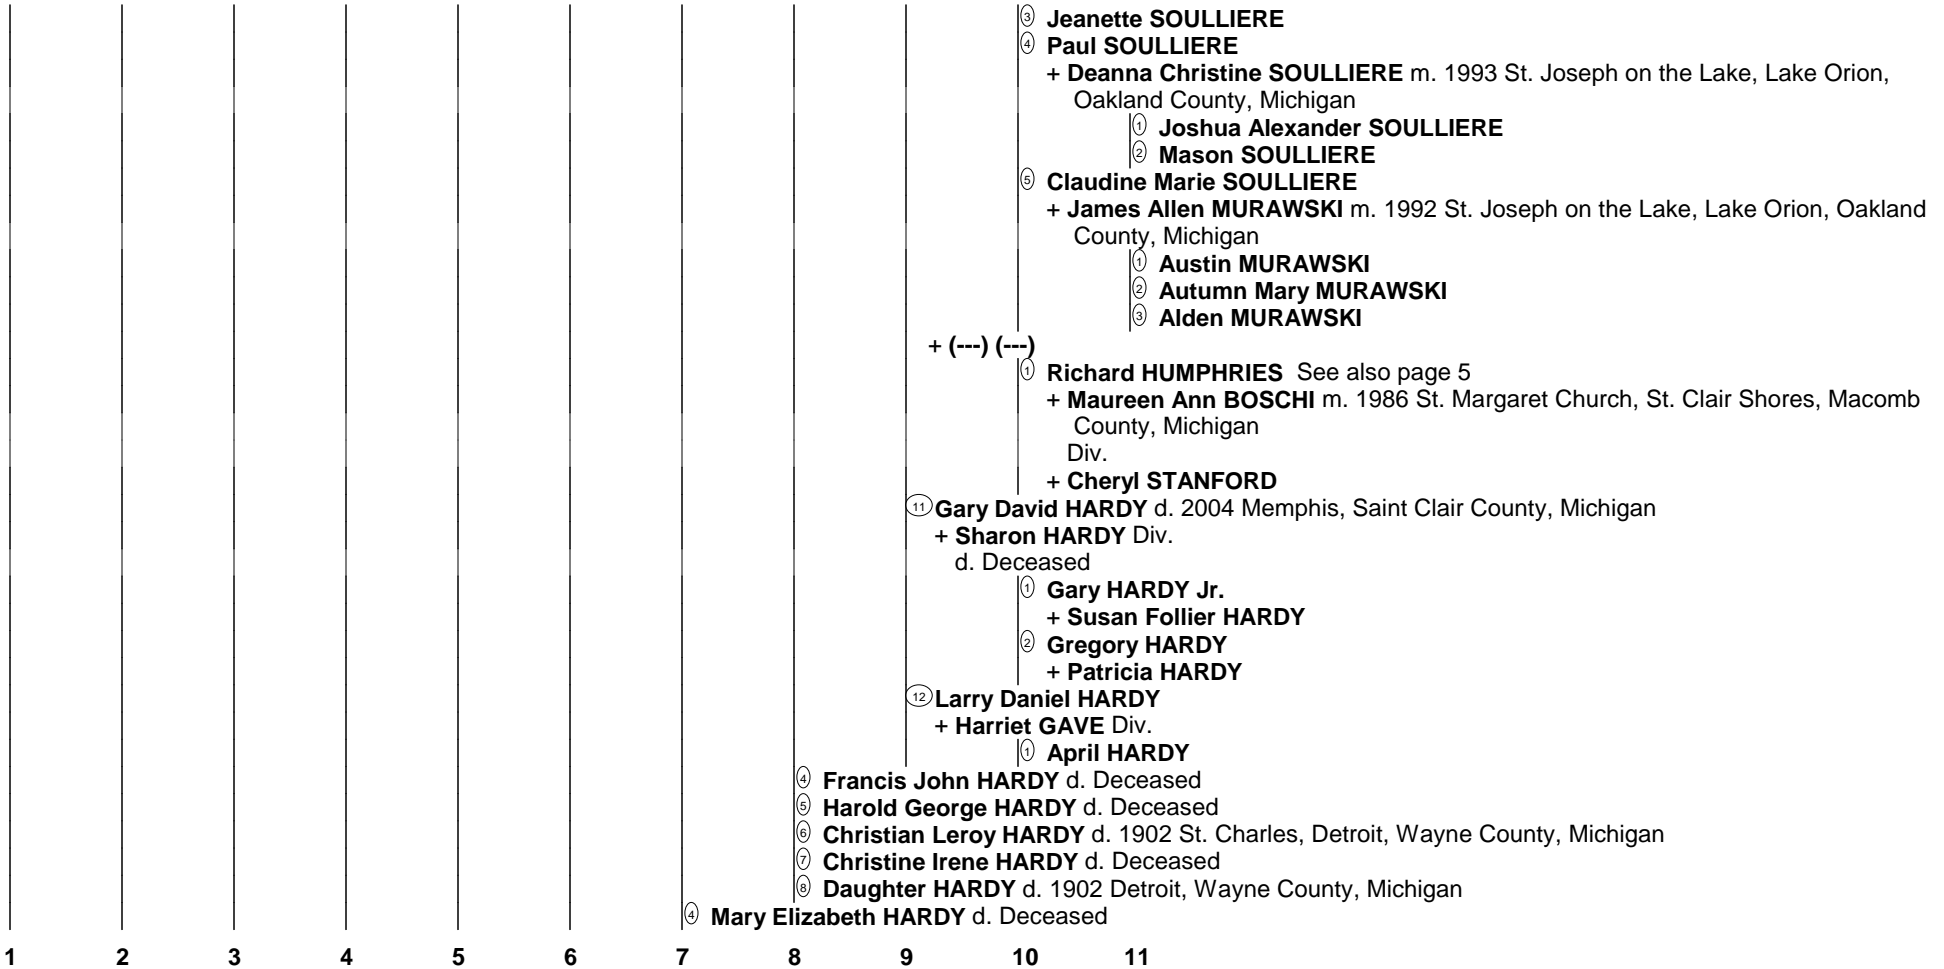 ③ Jeanette SOULLIERE
④ Paul SOULLIERE
+ Deanna Christine SOULLIERE m. 1993 St. Joseph on the Lake, Lake Orion,
Oakland County, Michigan
① Joshua Alexander SOULLIERE
② Mason SOULLIERE
⑤ Claudine Marie SOULLIERE
+ James Allen MURAWSKI m. 1992 St. Joseph on the Lake, Lake Orion, Oakland
County, Michigan
① Austin MURAWSKI
② Autumn Mary MURAWSKI
③ Alden MURAWSKI
+ (---) (---)
① Richard HUMPHRIES See also page 5
+ Maureen Ann BOSCHI m. 1986 St. Margaret Church, St. Clair Shores, Macomb
County, Michigan
Div.
+ Cheryl STANFORD
⑪ Gary David HARDY d. 2004 Memphis, Saint Clair County, Michigan
+ Sharon HARDY Div.
d. Deceased
① Gary HARDY Jr.
+ Susan Follier HARDY
② Gregory HARDY
+ Patricia HARDY
⑫ Larry Daniel HARDY
+ Harriet GAVE Div.
① April HARDY
④ Francis John HARDY d. Deceased
⑤ Harold George HARDY d. Deceased
⑥ Christian Leroy HARDY d. 1902 St. Charles, Detroit, Wayne County, Michigan
⑦ Christine Irene HARDY d. Deceased
⑧ Daughter HARDY d. 1902 Detroit, Wayne County, Michigan
④ Mary Elizabeth HARDY d. Deceased
1 2 3 4 5 6 7 8 9 10 11